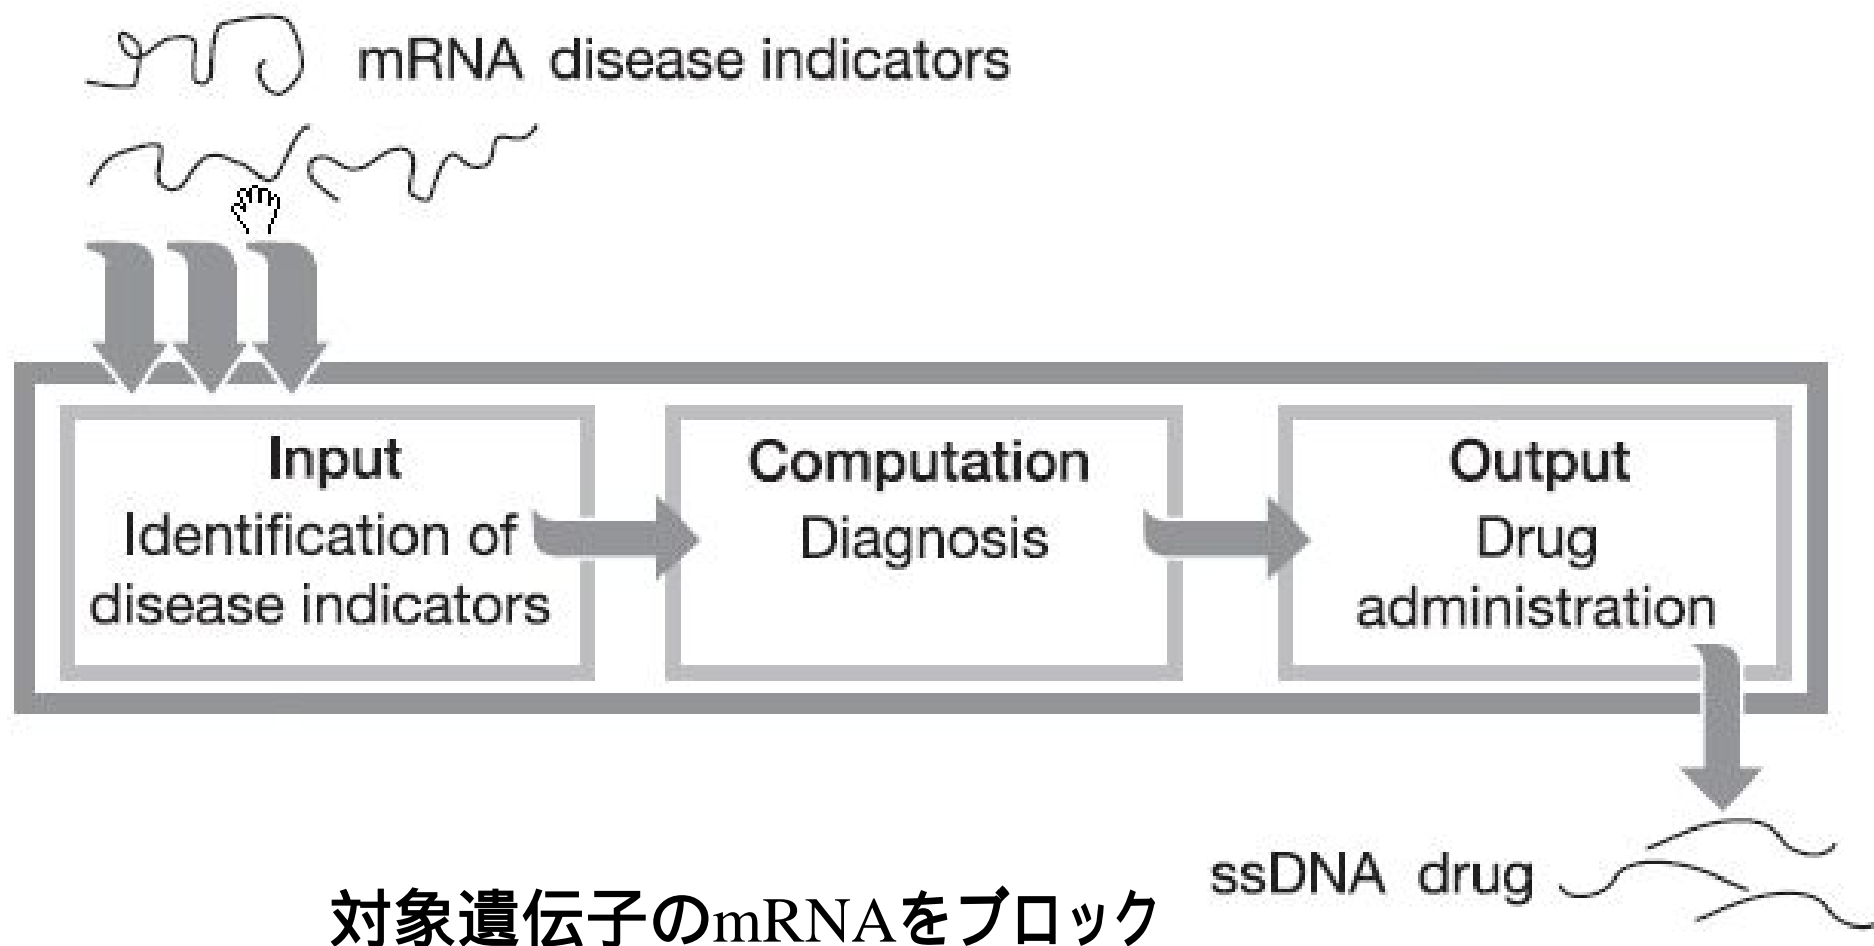 mRNA disease indicators
Input
Identification of
disease indicators
Computation
Diagnosis
Output
Drug
administration
ssDNA drug
対象遺伝子のmRNAをブロック